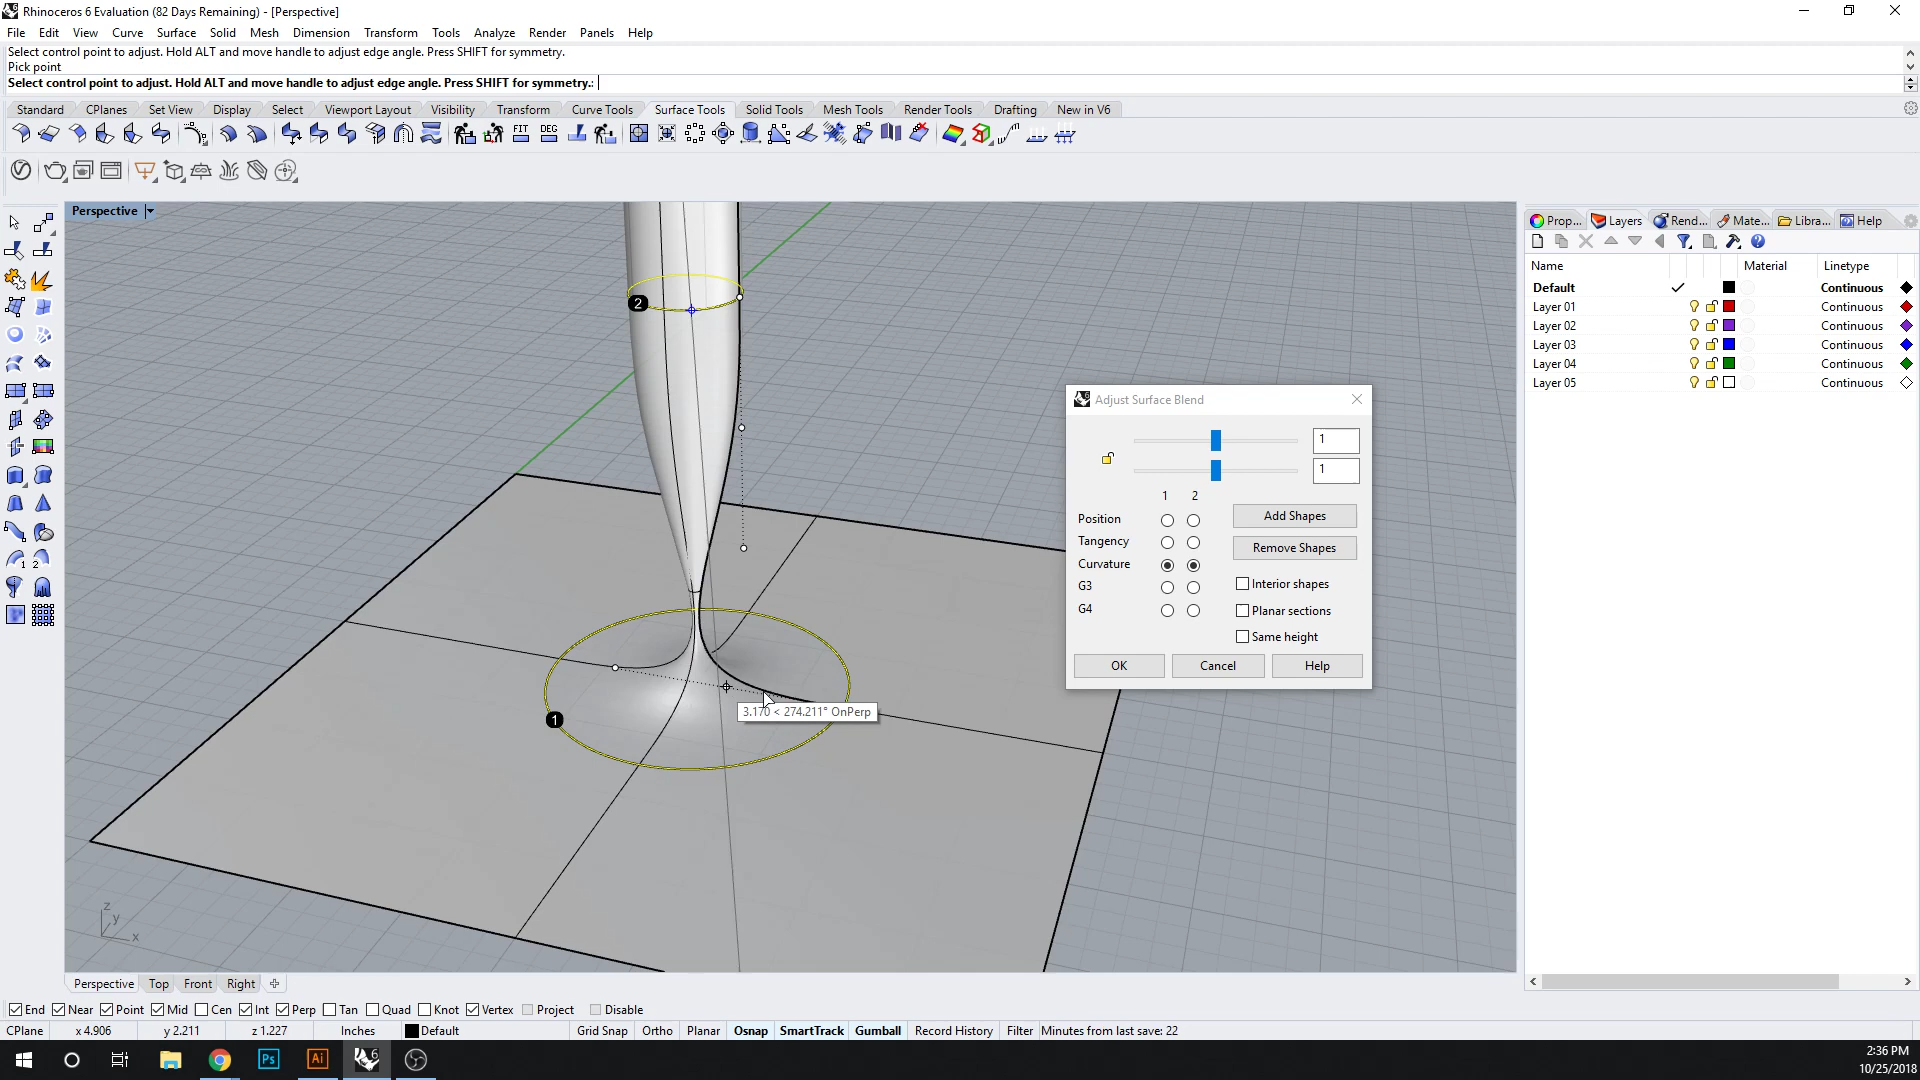 Rhinoceros 6 Evaluation (82 Days Remaining) - [Perspective]
File Edit View Curve Surface Solid Mesh Dimension Transform Tools Analyze Render Panels Help
Select control point to adjust. Hold ALT and move handle to adjust edge angle. Press SHIFT for symmetry.
Pick point
Select control point to adjust. Hold ALT and move handle to adjust edge angle. Press SHIFT for symmetry.:
Standard CPlanes Set View Display Select Viewport Layout Visibility Transform Curve Tools Surface Tools Solid Tools Mesh Tools Render Tools Drafting New in V6
FIT DEG
Perspective
Prop... Layers Rend... Mate... Libra... Help
Name Material Linetype
Default Continuous
Layer 01 Continuous
Layer 02 Continuous
Layer 03 Continuous
Layer 04 Continuous
Layer 05 Continuous
2
Adjust Surface Blend
1
1
1 2
Position
Add Shapes
Tangency
Remove Shapes
Curvature
G3
Interior shapes
G4
Planar sections
Same height
OK Cancel Help
1
3.170 < 274.211° OnPerp
z
y
x
Perspective Top Front Right
End Near Point Mid Cen Int Perp Tan Quad Knot Vertex Project Disable
CPlane x 4.906 y 2.211 z 1.227 Inches Default Grid Snap Ortho Planar Osnap SmartTrack Gumball Record History Filter Minutes from last save: 22
Ps Ai 6
2:36 PM
10/25/2018